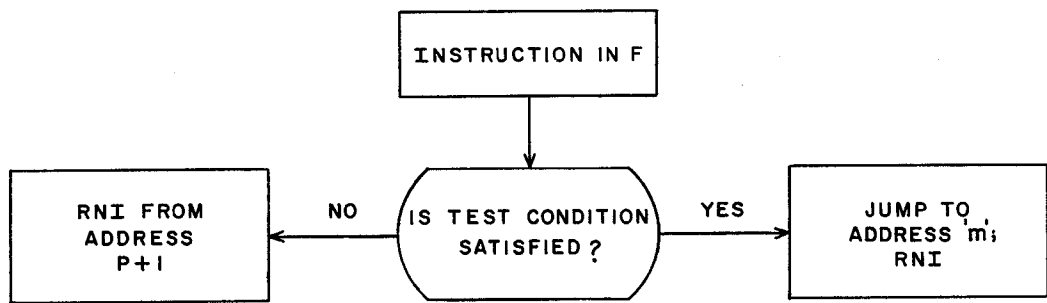 INSTRUCTION IN F
RNI FROM
ADDRESS
P+1
NO
IS TEST CONDITION
SATISFIED?
YES
JUMP TO
ADDRESS 'm';
RNI